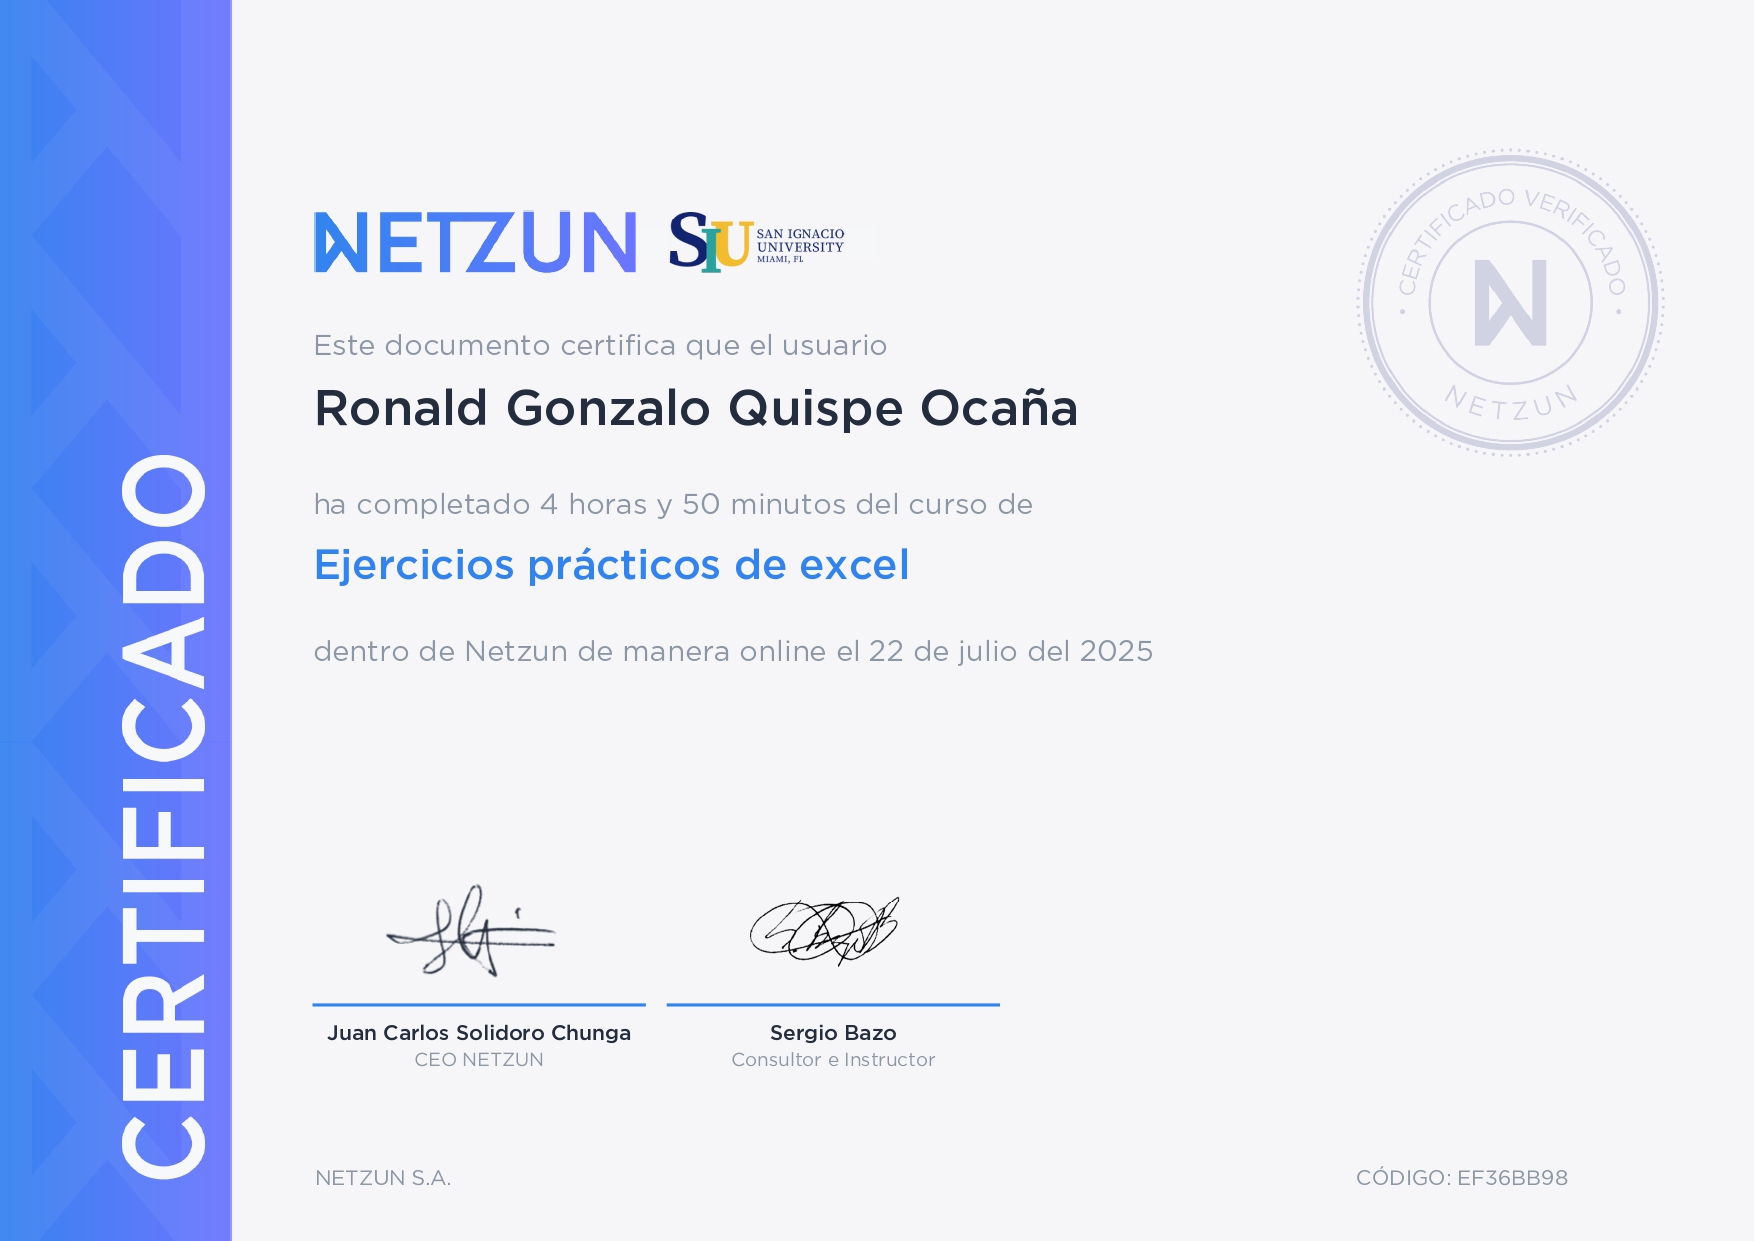 CERTIFICADO
NETZUN
SIU
SAN IGNACIO
UNIVERSITY
MIAMI, FL
CERTIFICADO VERIFICADO
N
NETZUN
Este documento certifica que el usuario
Ronald Gonzalo Quispe Ocaña
ha completado 4 horas y 50 minutos del curso de
Ejercicios prácticos de excel
dentro de Netzun de manera online el 22 de julio del 2025
Juan Carlos Solidoro Chunga
CEO NETZUN
Sergio Bazo
Consultor e Instructor
NETZUN S.A.
CÓDIGO: EF36BB98